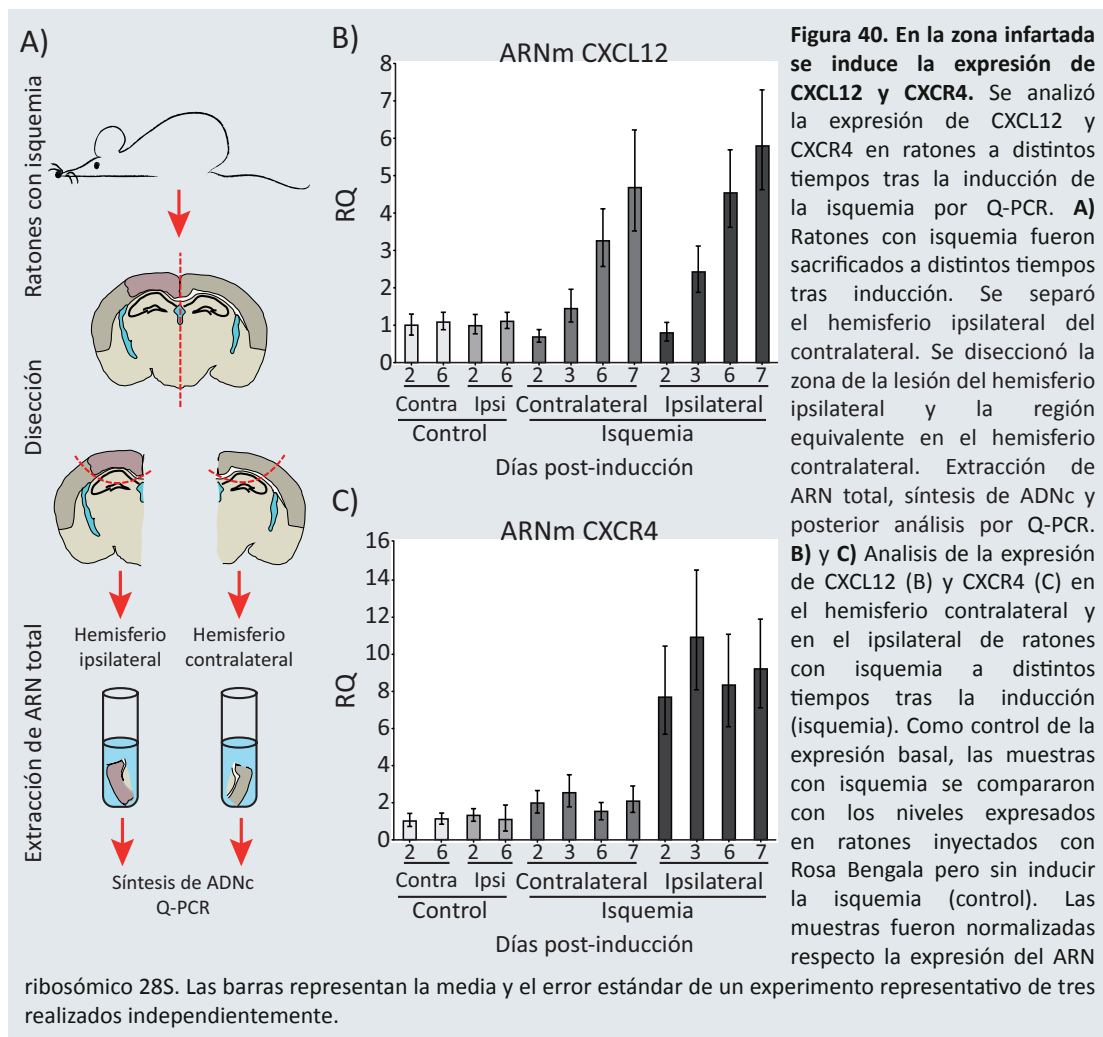 A)
Ratones con isquemia
Disección
Hemisferio
ipsilateral
Hemisferio
contralateral
Extracción de ARN total
Síntesis de ADNc
Q-PCR
B)
ARNm CXCL12
RQ
8
7
6
5
4
3
2
1
0
2 6 2 6 2 3 6 7 2 3 6 7
Contra Ipsi Contralateral Ipsilateral
Control Isquemia
Días post-inducción
C)
ARNm CXCR4
RQ
16
14
12
10
8
6
4
2
0
2 6 2 6 2 3 6 7 2 3 6 7
Contra Ipsi Contralateral Ipsilateral
Control Isquemia
Días post-inducción
Figura 40. En la zona infartada
se induce la expresión de
CXCL12 y CXCR4. Se analizó
la expresión de CXCL12 y
CXCR4 en ratones a distintos
tiempos tras la inducción de
la isquemia por Q-PCR. A)
Ratones con isquemia fueron
sacrificados a distintos tiempos
tras inducción. Se separó
el hemisferio ipsilateral del
contralateral. Se diseccionó la
zona de la lesión del hemisferio
ipsilateral y la región
equivalente en el hemisferio
contralateral. Extracción de
ARN total, síntesis de ADNc y
posterior análisis por Q-PCR.
B) y C) Analisis de la expresión
de CXCL12 (B) y CXCR4 (C) en
el hemisferio contralateral y
en el ipsilateral de ratones
con isquemia a distintos
tiempos tras la inducción
(isquemia). Como control de la
expresión basal, las muestras
con isquemia se compararon
con los niveles expresados
en ratones inyectados con
Rosa Bengala pero sin inducir
la isquemia (control). Las
muestras fueron normalizadas
respecto la expresión del ARN
ribosómico 28S. Las barras representan la media y el error estándar de un experimento representativo de tres
realizados independientemente.